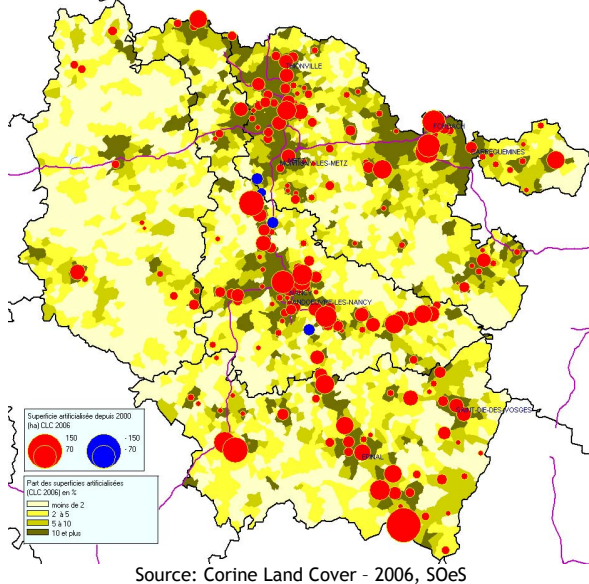 THIONVILLE
FORBACH
SARREGUEMINES
MONTIGNY-LES-METZ
NANCY
VANDOEUVRE-LES-NANCY
SAINT-DIE-DES-VOSGES
EPINAL
Superficie artificialisée depuis 2000
(ha) CLC 2006
150
70
- 150
- 70
Part des superficies artificialisées
(CLC 2006) en %
moins de 2
2 à 5
5 à 10
10 et plus
Source: Corine Land Cover - 2006, SOeS